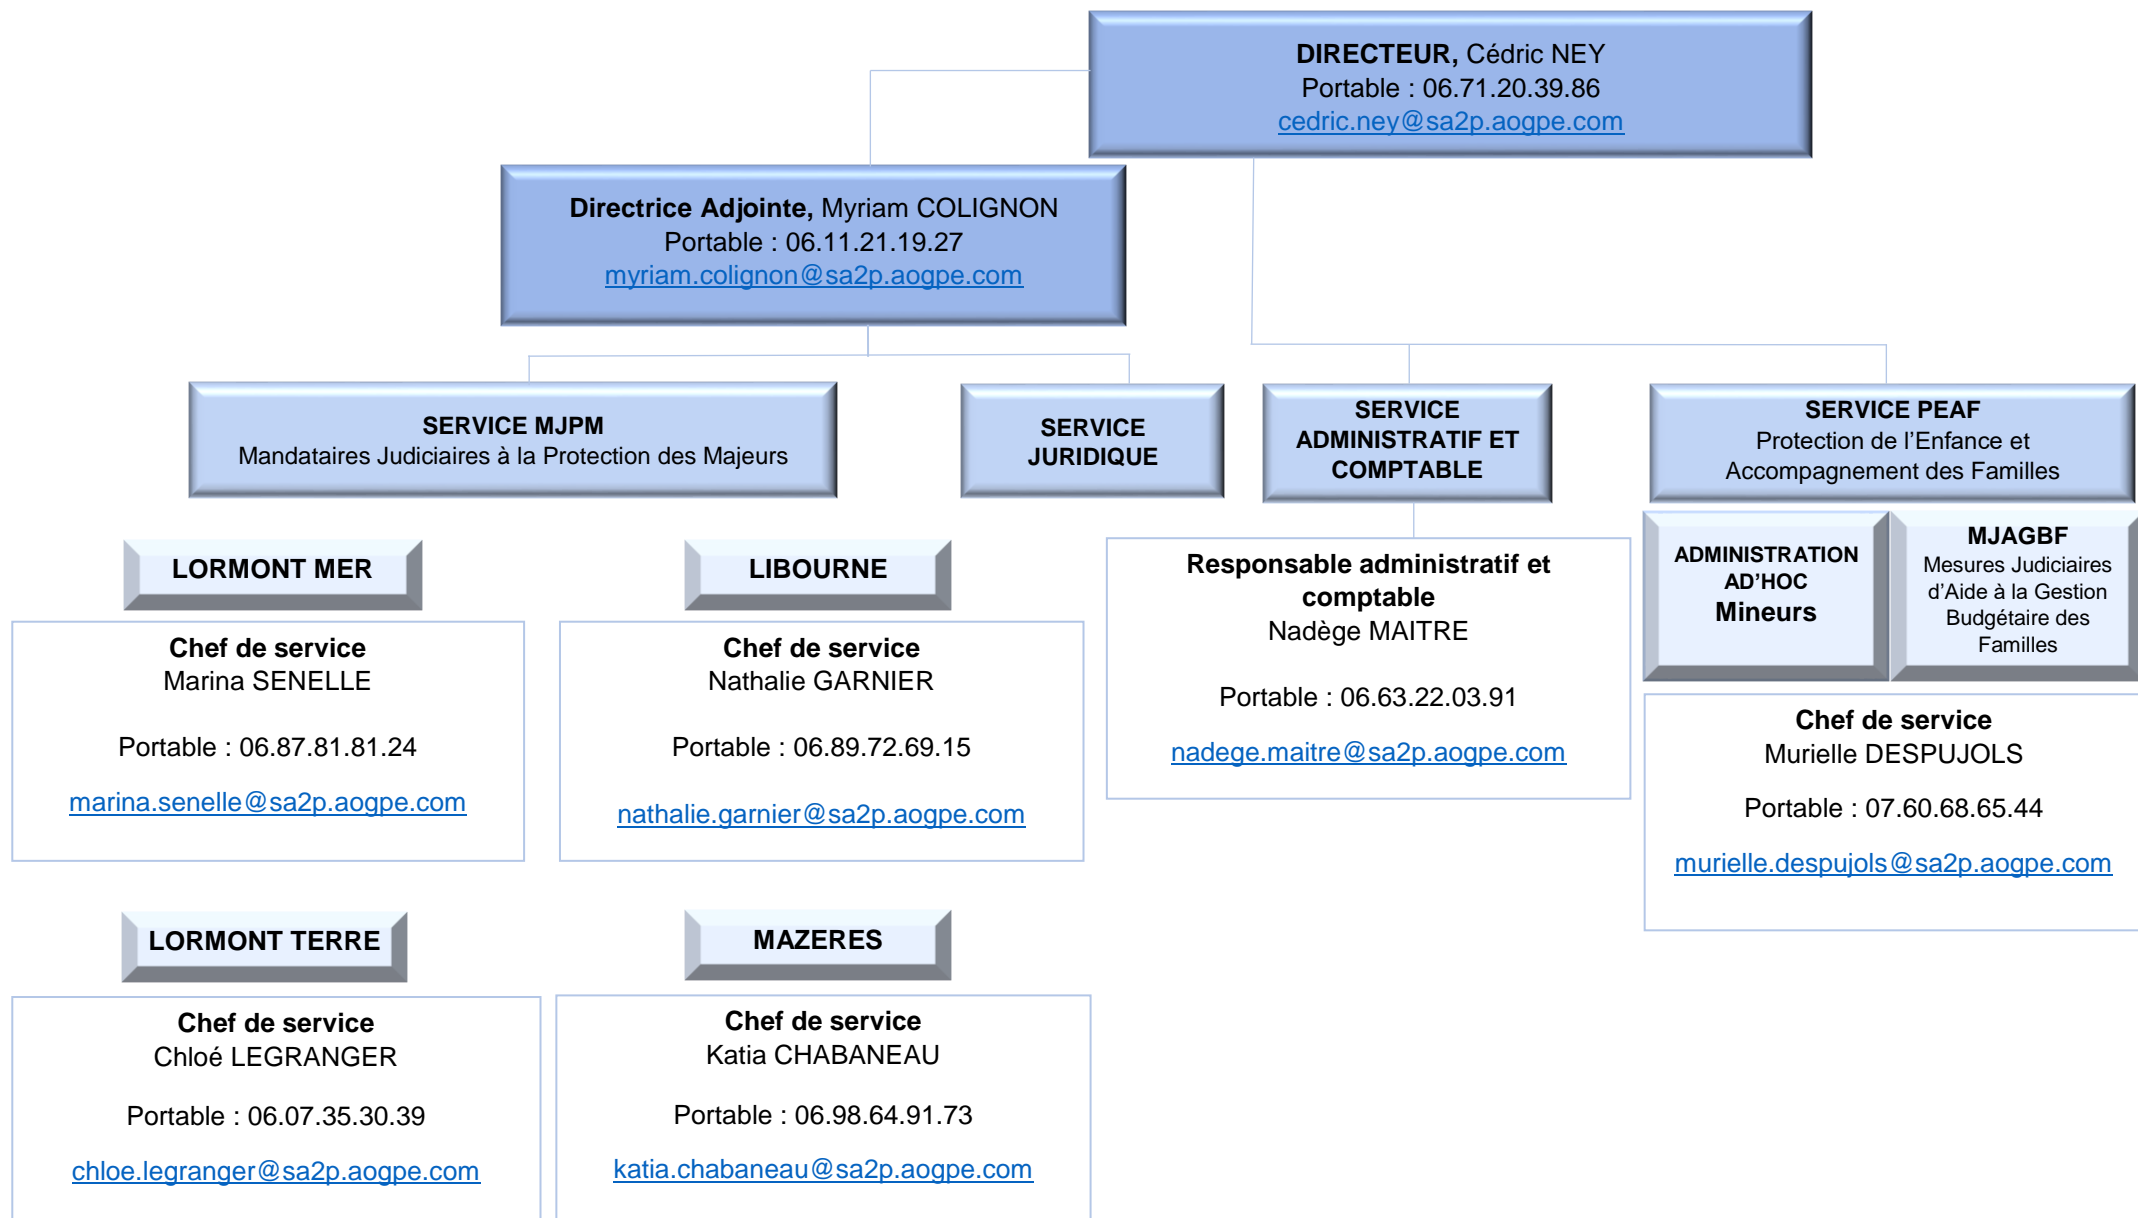 DIRECTEUR, Cédric NEY
Portable : 06.71.20.39.86
cedric.ney@sa2p.aogpe.com
Directrice Adjointe, Myriam COLIGNON
Portable : 06.11.21.19.27
myriam.colignon@sa2p.aogpe.com
SERVICE MJPM
Mandataires Judiciaires à la Protection des Majeurs
SERVICE
JURIDIQUE
SERVICE
ADMINISTRATIF ET
COMPTABLE
SERVICE PEAF
Protection de l’Enfance et
Accompagnement des Familles
LORMONT MER
Chef de service
Marina SENELLE
Portable : 06.87.81.81.24
marina.senelle@sa2p.aogpe.com
LIBOURNE
Chef de service
Nathalie GARNIER
Portable : 06.89.72.69.15
nathalie.garnier@sa2p.aogpe.com
Responsable administratif et
comptable
Nadège MAITRE
Portable : 06.63.22.03.91
nadege.maitre@sa2p.aogpe.com
ADMINISTRATION
AD’HOC
Mineurs
MJAGBF
Mesures Judiciaires
d’Aide à la Gestion
Budgétaire des
Familles
Chef de service
Murielle DESPUJOLS
Portable : 07.60.68.65.44
murielle.despujols@sa2p.aogpe.com
LORMONT TERRE
Chef de service
Chloé LEGRANGER
Portable : 06.07.35.30.39
chloe.legranger@sa2p.aogpe.com
MAZERES
Chef de service
Katia CHABANEAU
Portable : 06.98.64.91.73
katia.chabaneau@sa2p.aogpe.com